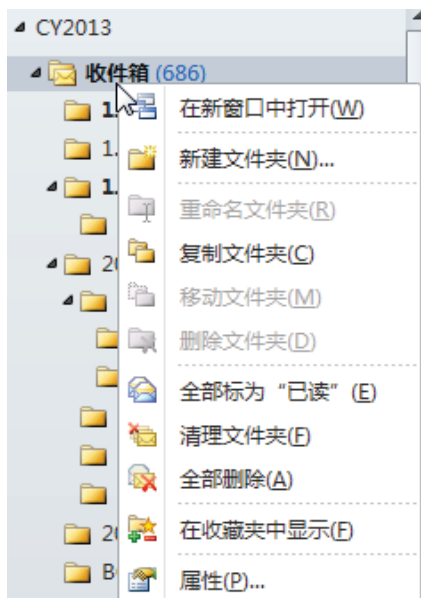 CY2013
收件箱 (686)
在新窗口中打开(W)
新建文件夹(N)...
重命名文件夹(R)
复制文件夹(C)
移动文件夹(M)
删除文件夹(D)
全部标为“已读”(E)
清理文件夹(F)
全部删除(A)
在收藏夹中显示(F)
属性(P)...